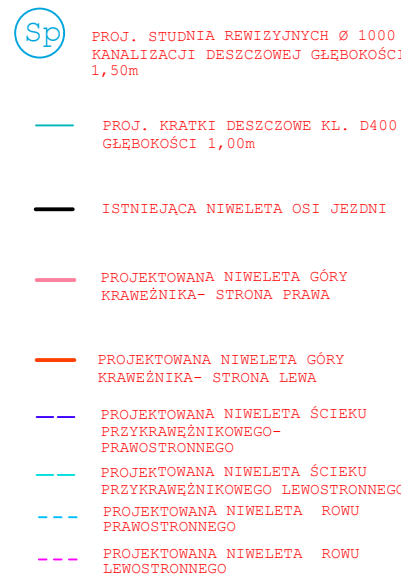 Sp
PROJ. STUDNIA REWIZYJNYCH Ø 1000
KANALIZACJI DESZCZOWEJ GŁĘBOKOŚCI
1,50m
PROJ. KRATKI DESZCZOWE KL. D400
GŁĘBOKOŚCI 1,00m
ISTNIEJĄCA NIWELETA OSI JEZDNI
PROJEKTOWANA NIWELETA GÓRY
KRAWEŻNIKA- STRONA PRAWA
PROJEKTOWANA NIWELETA GÓRY
KRAWEŻNIKA- STRONA LEWA
PROJEKTOWANA NIWELETA ŚCIEKU
PRZYKRAWĘŻNIKOWEGO-
PRAWOSTRONNEGO
PROJEKTOWANA NIWELETA ŚCIEKU
PRZYKRAWĘŻNIKOWEGO LEWOSTRONNEGO
PROJEKTOWANA NIWELETA ROWU
PRAWOSTRONNEGO
PROJEKTOWANA NIWELETA ROWU
LEWOSTRONNEGO